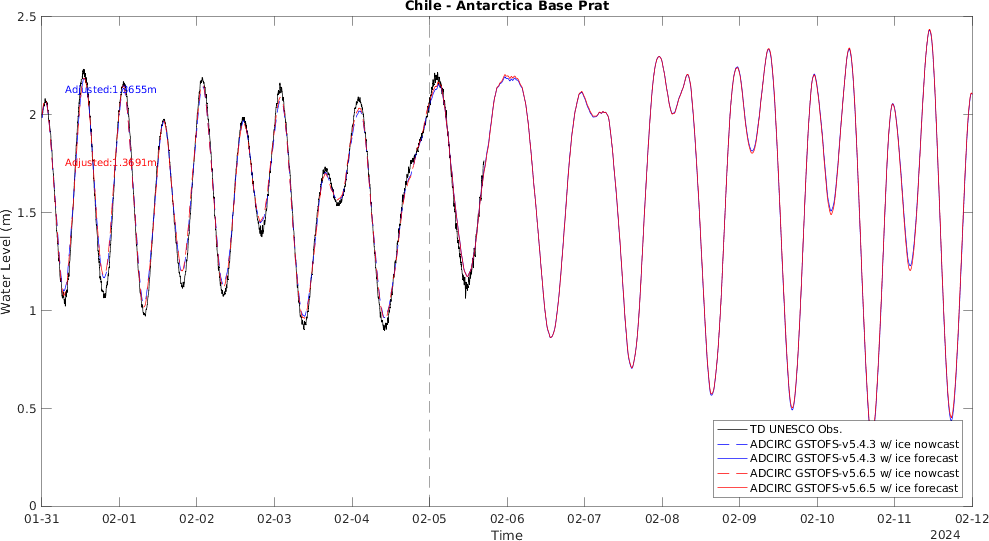 Chile - Antarctica Base Prat
2.5
2
1.5
1
0.5
0
Water Level (m)
Adjusted:1.3655m
Adjusted:1.3691m
TD UNESCO Obs.
ADCIRC GSTOFS-v5.4.3 w/ ice nowcast
ADCIRC GSTOFS-v5.4.3 w/ ice forecast
ADCIRC GSTOFS-v5.6.5 w/ ice nowcast
ADCIRC GSTOFS-v5.6.5 w/ ice forecast
01-31 02-01 02-02 02-03 02-04 02-05 02-06 02-07 02-08 02-09 02-10 02-11 02-12
Time
2024